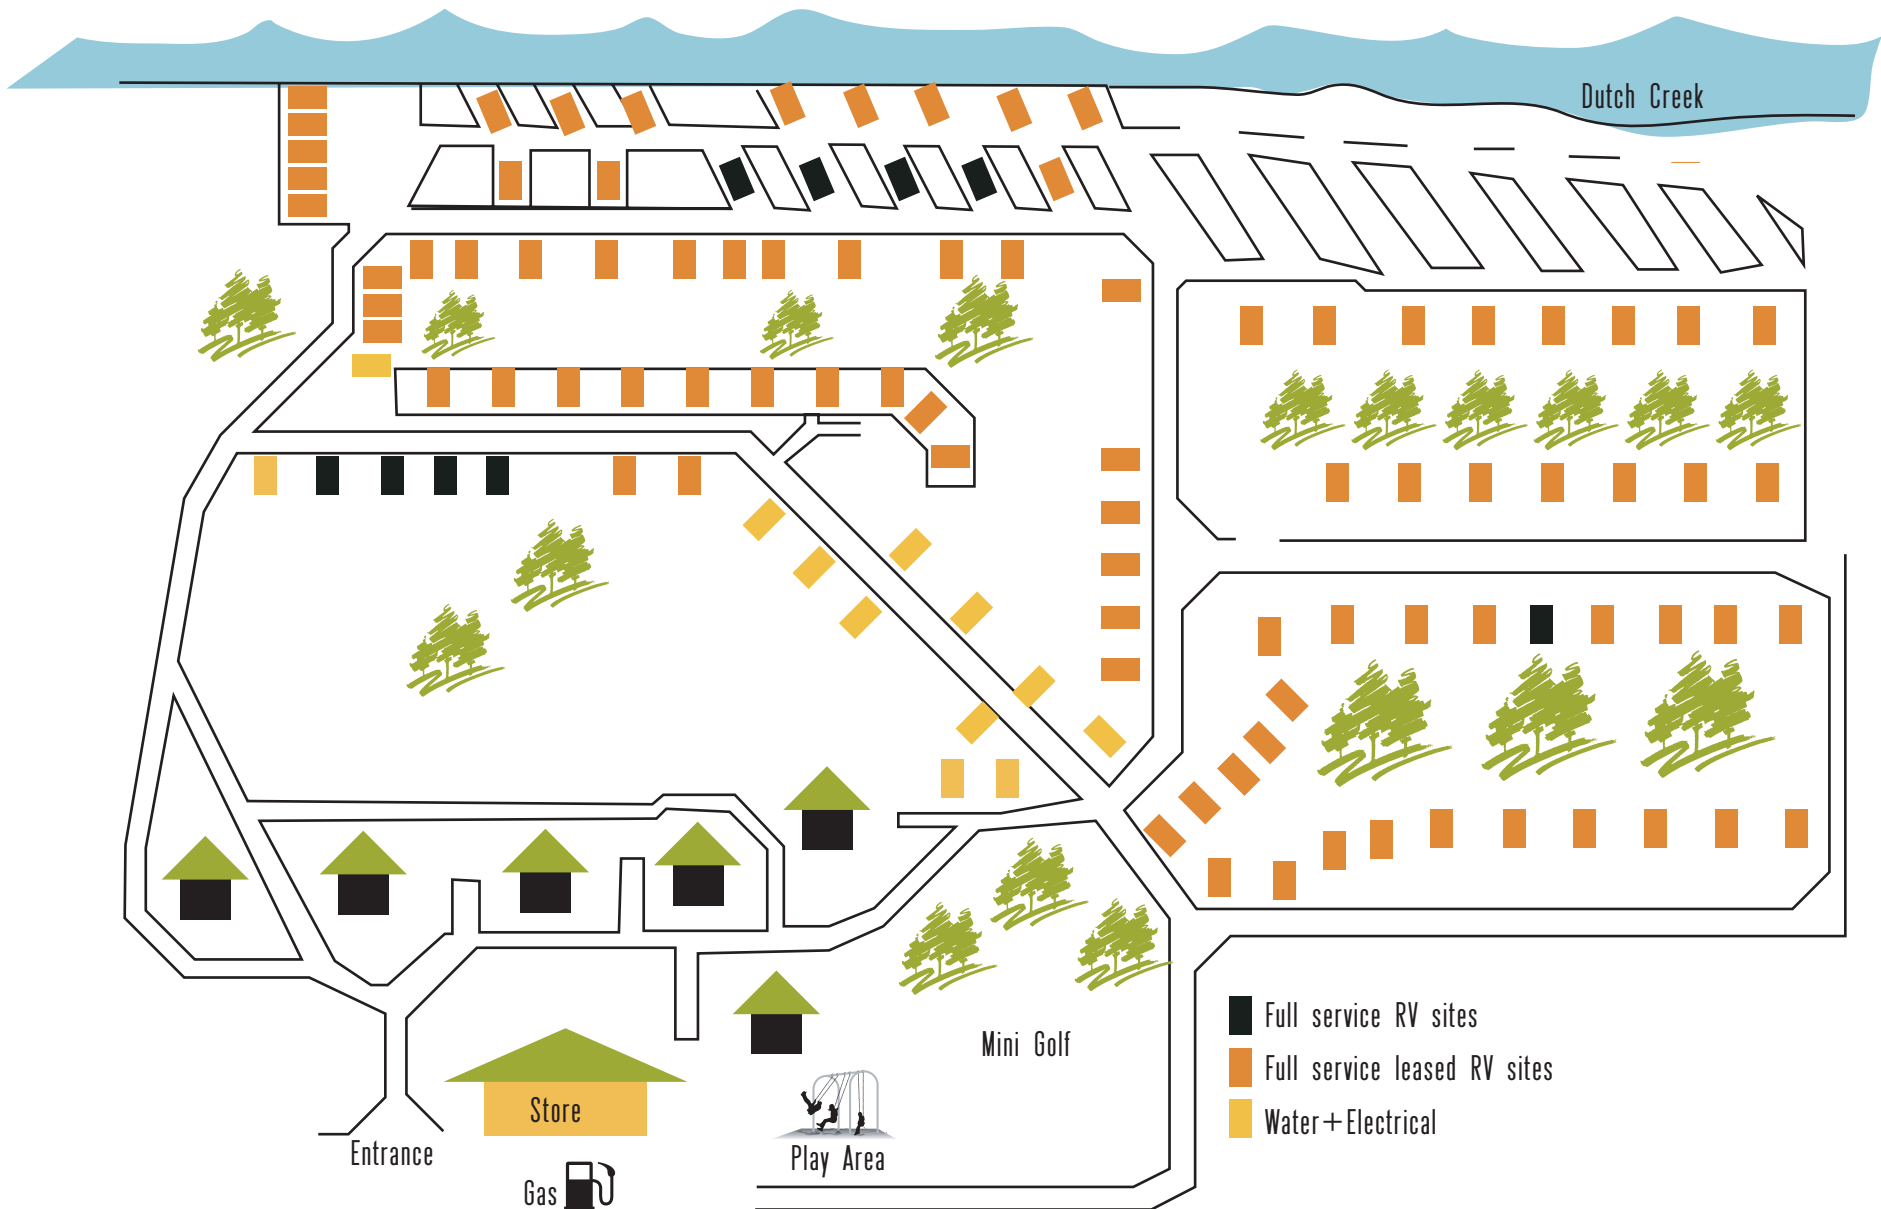 Dutch Creek
Full service RV sites
Mini Golf
Full service leased RV sites
Store
Water+Electrical
Entrance
Play Area
Gas